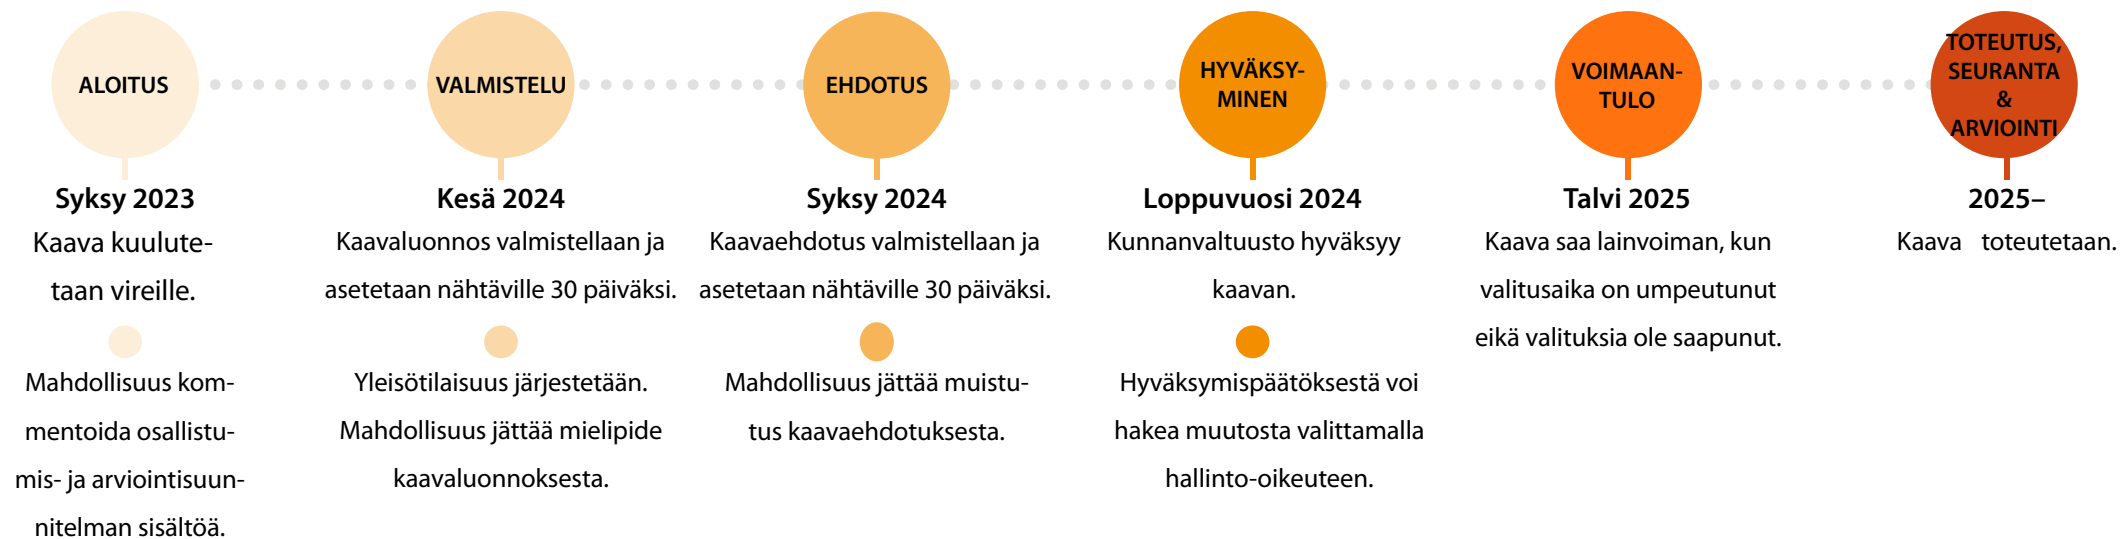 ALOITUS
Syksy 2023
Kaava kuulute-
taan vireille.
Mahdollisuus kom-
mentoida osallistu-
mis- ja arviointisuun-
nitelman sisältöä.
VALMISTELU
Kesä 2024
Kaavaluonnos valmistellaan ja
asetetaan nähtäville 30 päiväksi.
Yleisötilaisuus järjestetään.
Mahdollisuus jättää mielipide
kaavaluonnoksesta.
EHDOTUS
Syksy 2024
Kaavaehdotus valmistellaan ja
asetetaan nähtäville 30 päiväksi.
Mahdollisuus jättää muistu-
tus kaavaehdotuksesta.
HYVÄKSY-
MINEN
Loppuvuosi 2024
Kunnanvaltuusto hyväksyy
kaavan.
Hyväksymispäätöksestä voi
hakea muutosta valittamalla
hallinto-oikeuteen.
VOIMAAN-
TULO
Talvi 2025
Kaava saa lainvoiman, kun
valitusaika on umpeutunut
eikä valituksia ole saapunut.
TOTEUTUS,
SEURANTA
&
ARVIOINTI
2025–
Kaava toteutetaan.